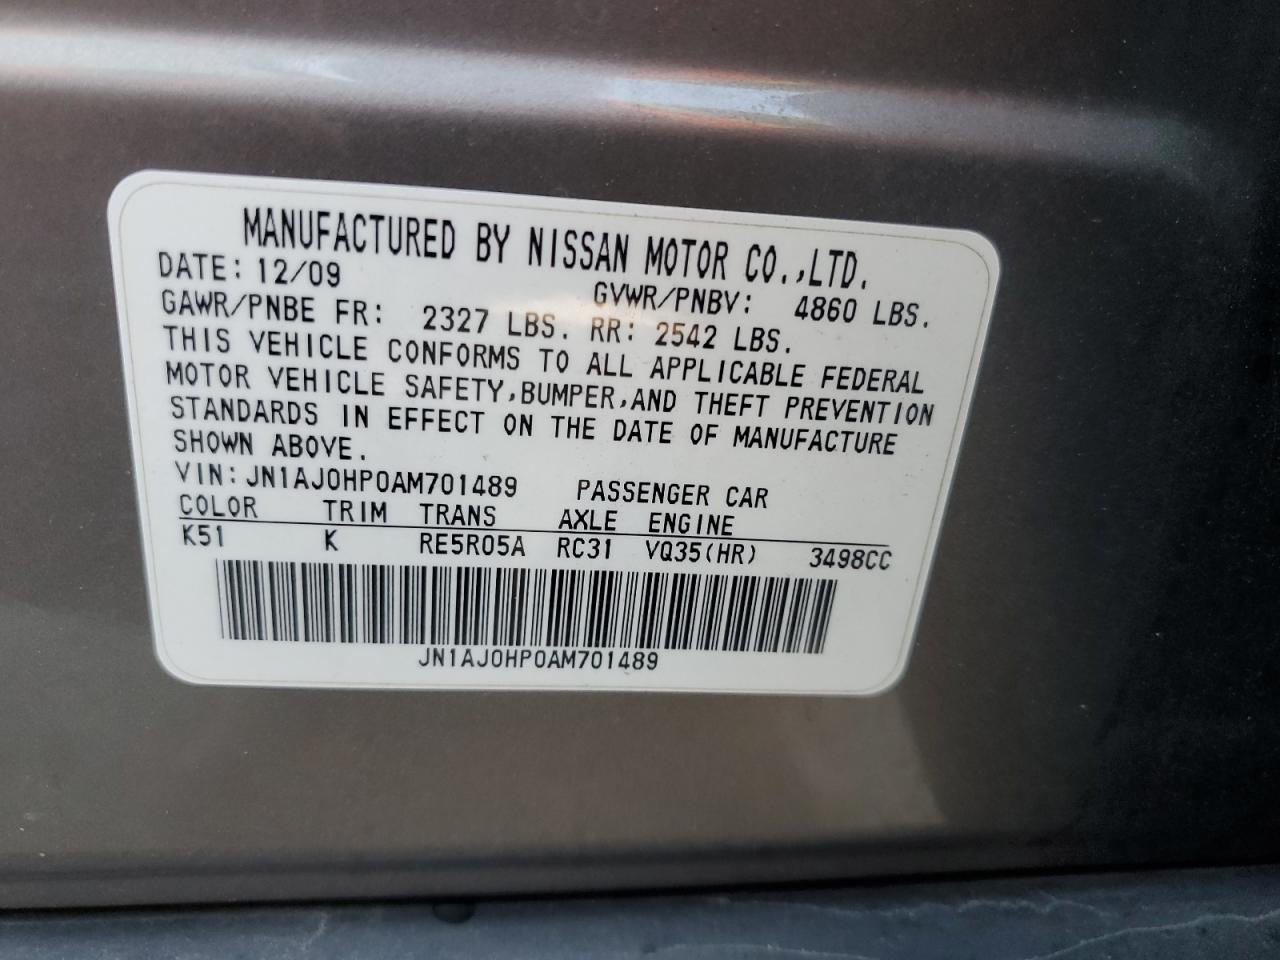 MANUFACTURED BY NISSAN MOTOR CO.,LTD.
DATE: 12/09 GVWR/PNBV: 4860 LBS.
GAWR/PNBE FR: 2327 LBS. RR: 2542 LBS.
THIS VEHICLE CONFORMS TO ALL APPLICABLE FEDERAL
MOTOR VEHICLE SAFETY,BUMPER,AND THEFT PREVENTION
STANDARDS IN EFFECT ON THE DATE OF MANUFACTURE
SHOWN ABOVE.
VIN: JN1AJ0HP0AM701489 PASSENGER CAR
COLOR TRIM TRANS AXLE ENGINE
K51 K RE5R05A RC31 VQ35(HR) 3498CC
JN1AJ0HP0AM701489